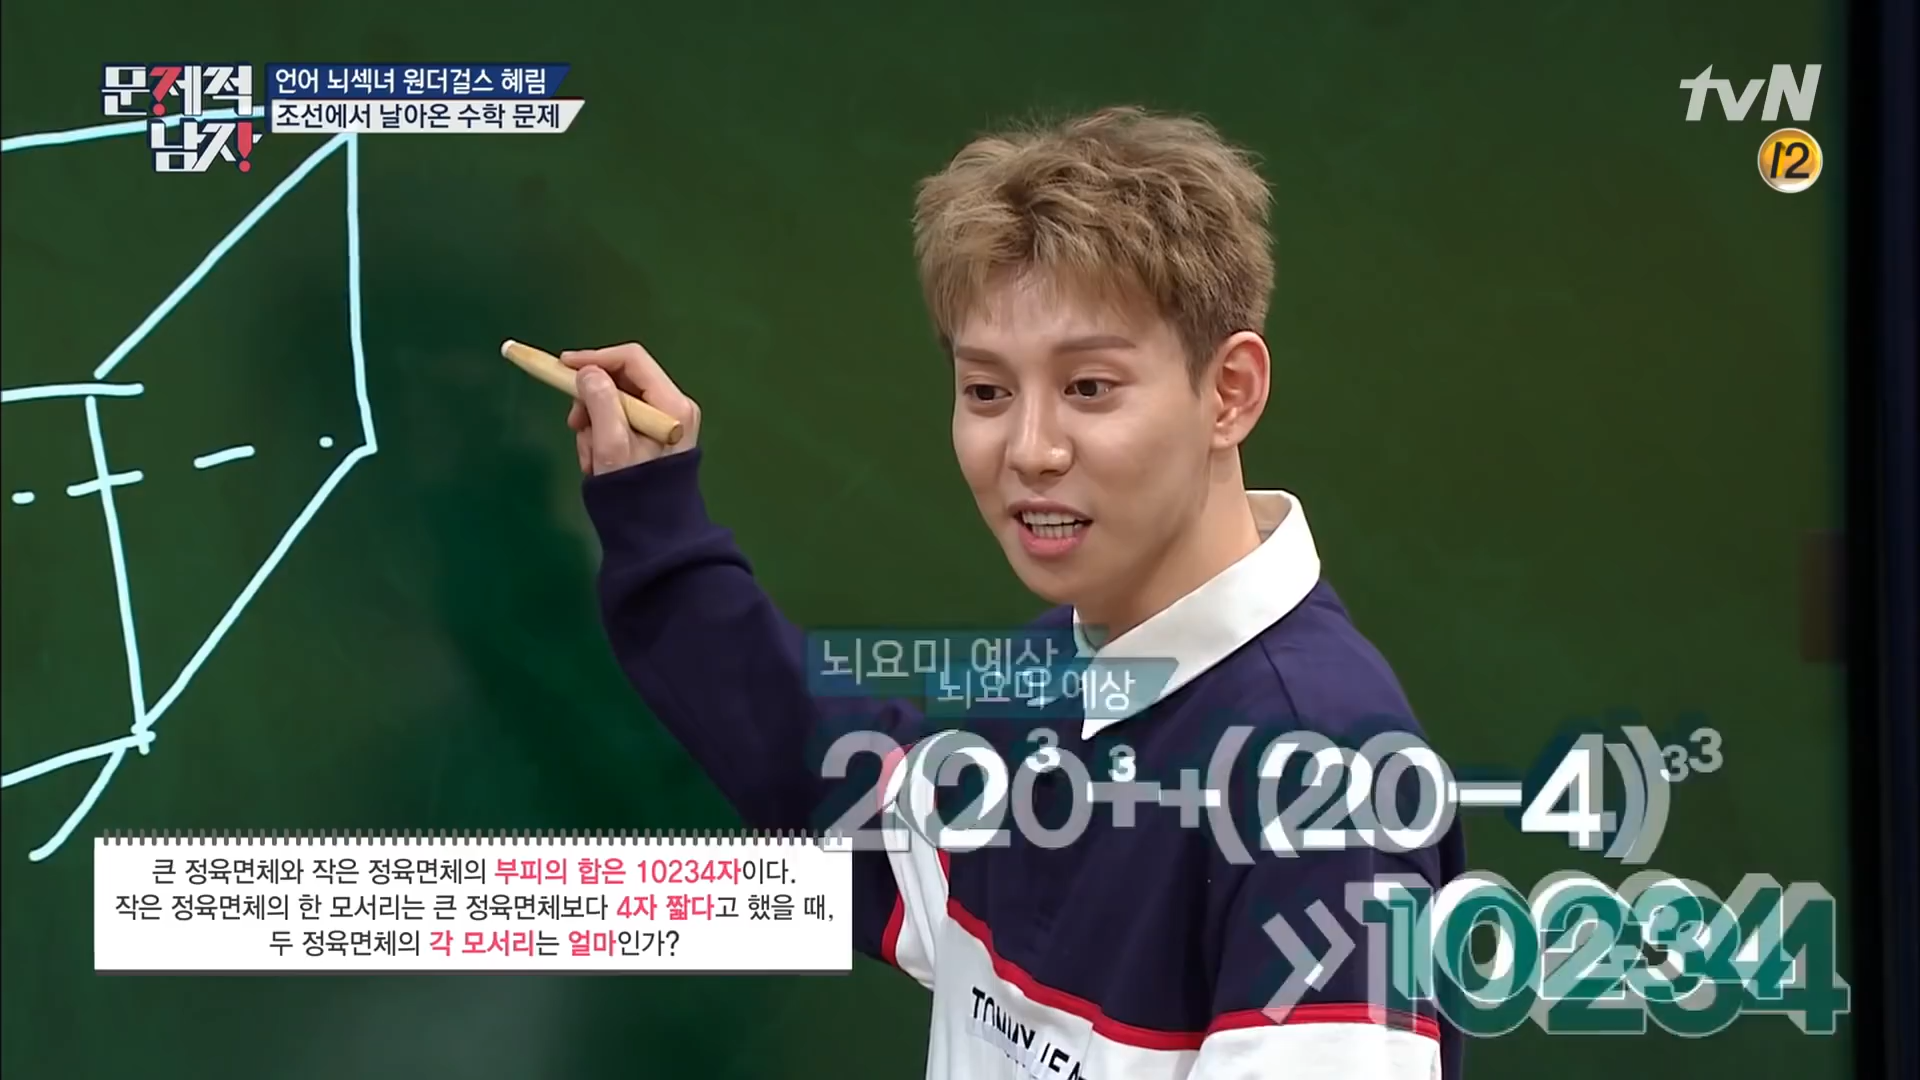 문제적
남자
언어 뇌섹녀 원더걸스 혜림
조선에서 날아온 수학 문제
tvN
12
뇌요미 예상
뇌요미 예상
20³+(20-4)³
»10234
큰 정육면체와 작은 정육면체의 부피의 합은 10234자이다.
작은 정육면체의 한 모서리는 큰 정육면체보다 4자 짧다고 했을 때,
두 정육면체의 각 모서리는 얼마인가?